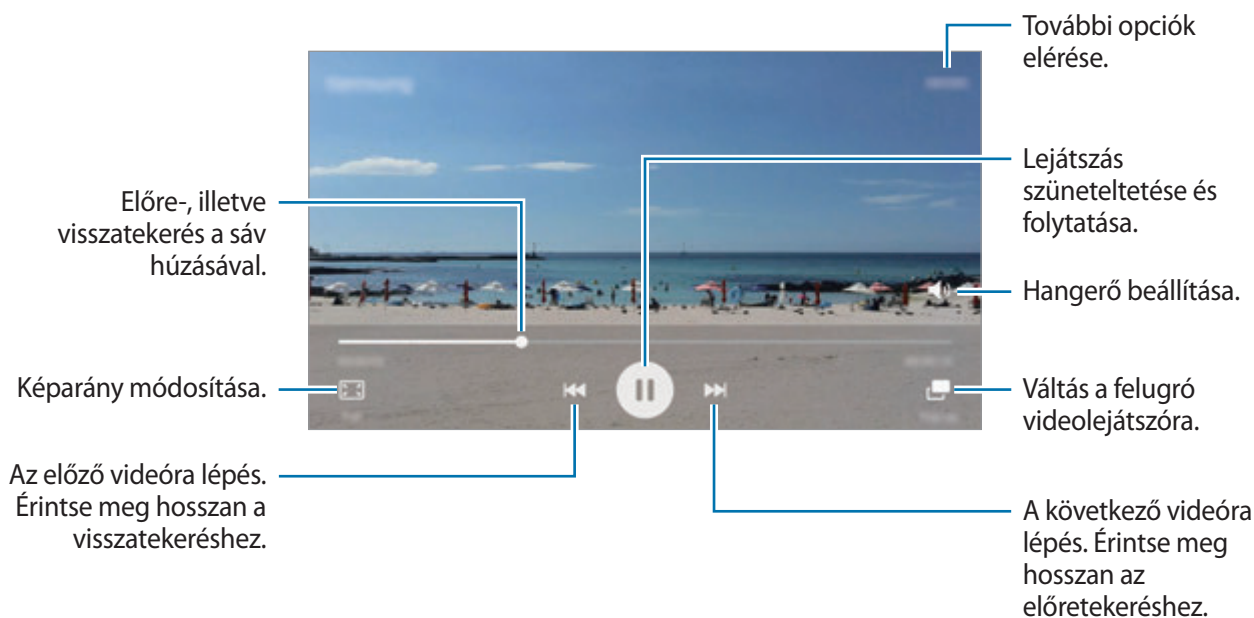 További opciók
elérése.
Lejátszás
szüneteltetése és
folytatása.
Előre-, illetve
visszatekerés a sáv
húzásával.
Hangerő beállítása.
Képarány módosítása.
Váltás a felugró
videolejátszóra.
Az előző videóra lépés.
Érintse meg hosszan a
visszatekeréshez.
A következő videóra
lépés. Érintse meg
hosszan az
előretekeréshez.